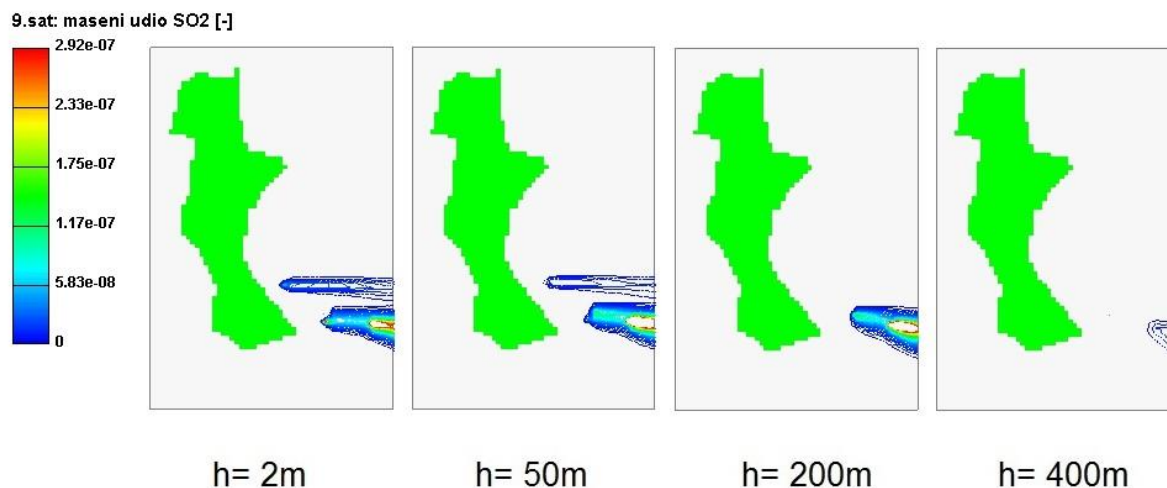 9.sat: maseni udio SO2 [-]
2.92e-07
2.33e-07
1.75e-07
1.17e-07
5.83e-08
0
h= 2m
h= 50m
h= 200m
h= 400m